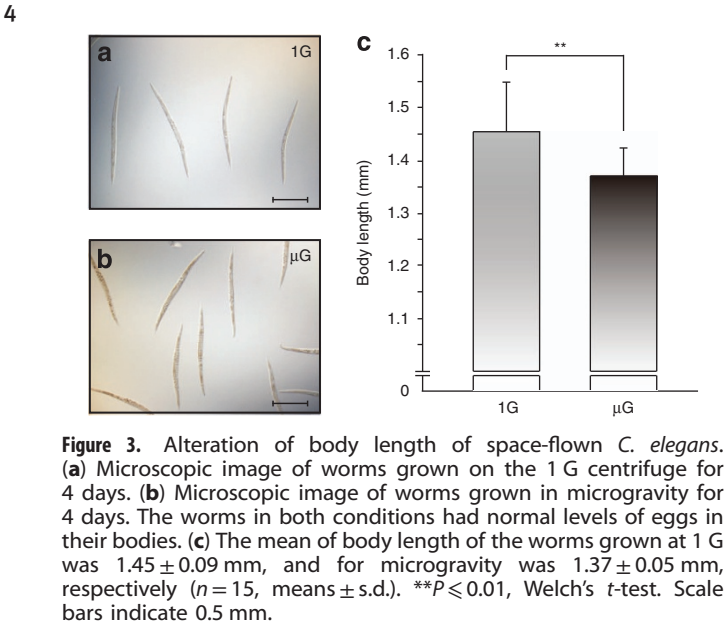 4
a
1G
b
μG
c
**
1.6
1.5
1.4
1.3
1.2
1.1
0
Body length (mm)
1G
μG
Figure 3. Alteration of body length of space-flown C. elegans.
(a) Microscopic image of worms grown on the 1 G centrifuge for
4 days. (b) Microscopic image of worms grown in microgravity for
4 days. The worms in both conditions had normal levels of eggs in
their bodies. (c) The mean of body length of the worms grown at 1 G
was 1.45 ± 0.09 mm, and for microgravity was 1.37 ± 0.05 mm,
respectively (n = 15, means ± s.d.). **P ⩽ 0.01, Welch's t-test. Scale
bars indicate 0.5 mm.